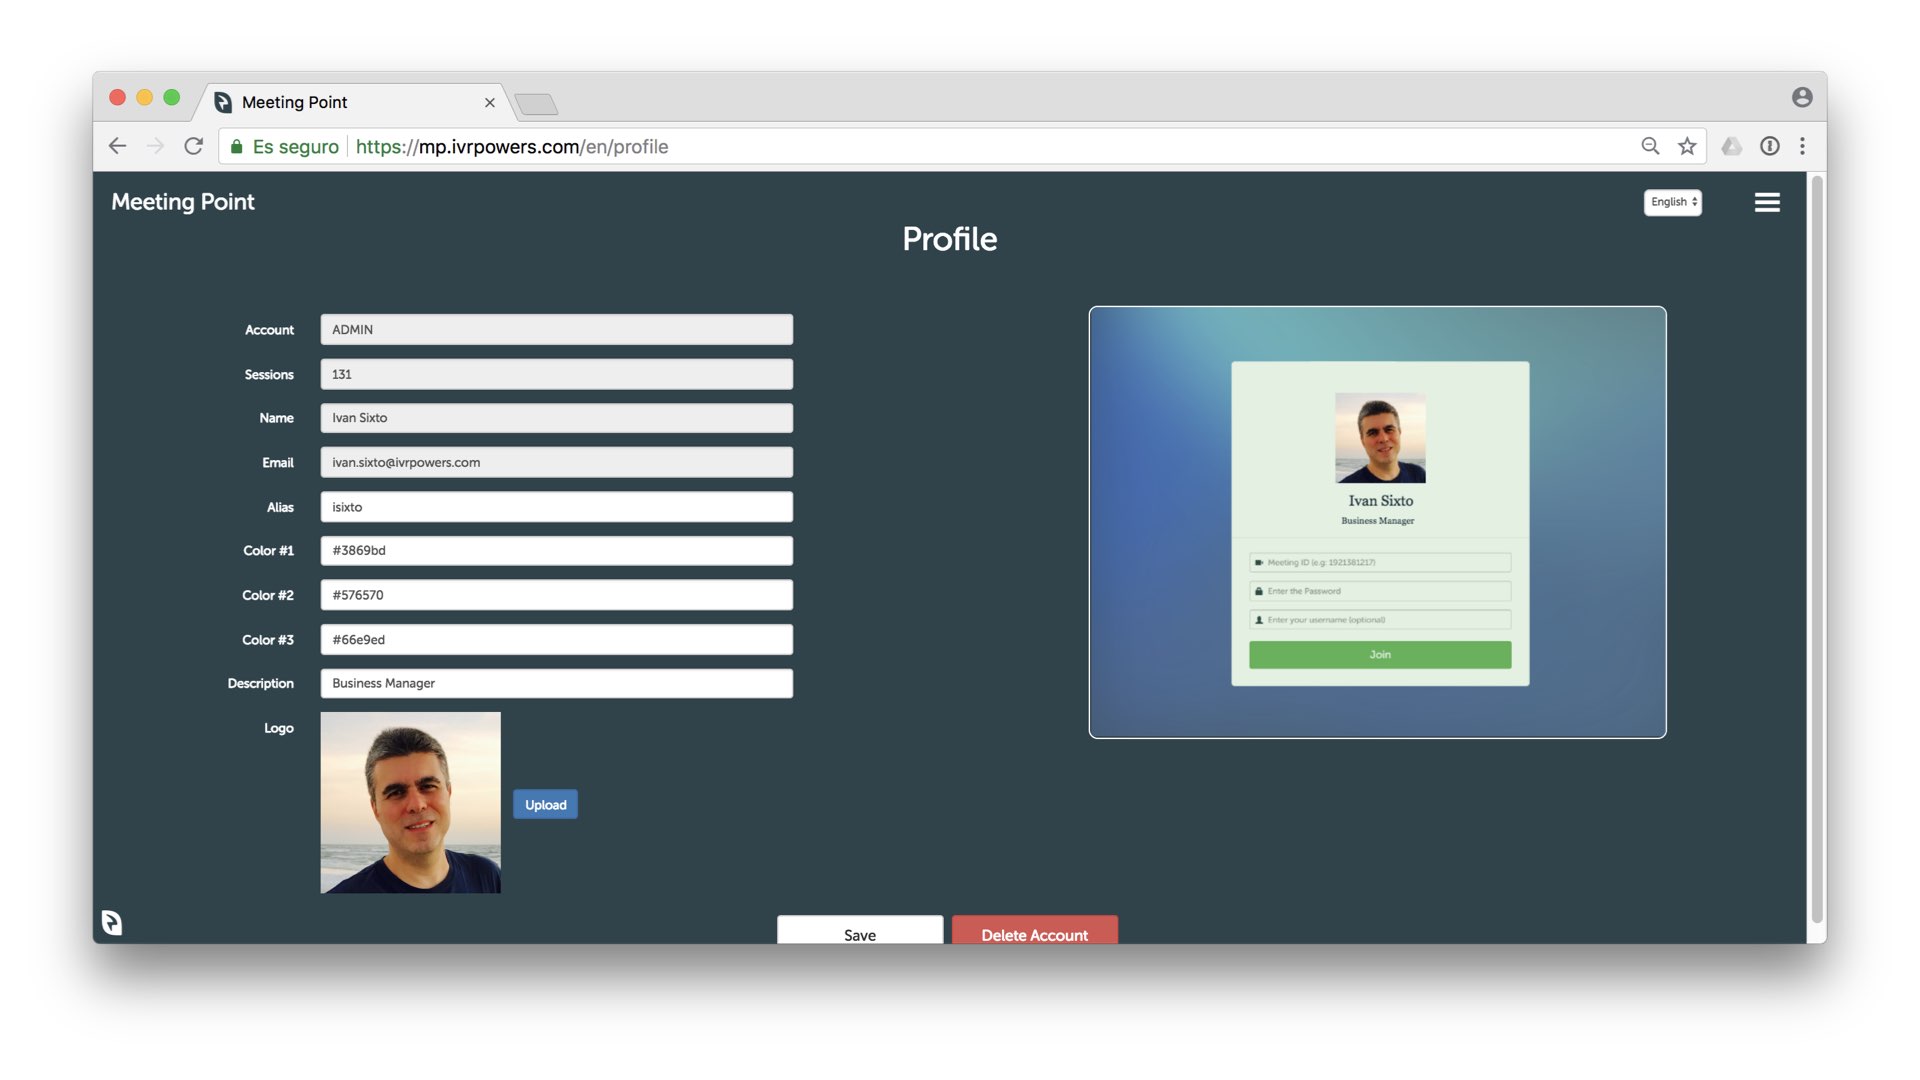 Meeting Point
Es seguro
https://mp.ivrpowers.com/en/profile
Meeting Point
English
Profile
Account
ADMIN
Sessions
131
Name
Ivan Sixto
Email
ivan.sixto@ivrpowers.com
Alias
isixto
Color #1
#3869bd
Color #2
#576570
Color #3
#66e9ed
Description
Business Manager
Logo
Upload
Ivan Sixto
Business Manager
Meeting ID (e.g: 1921381217)
Enter the Password
Enter your username (optional)
Join
Save
Delete Account